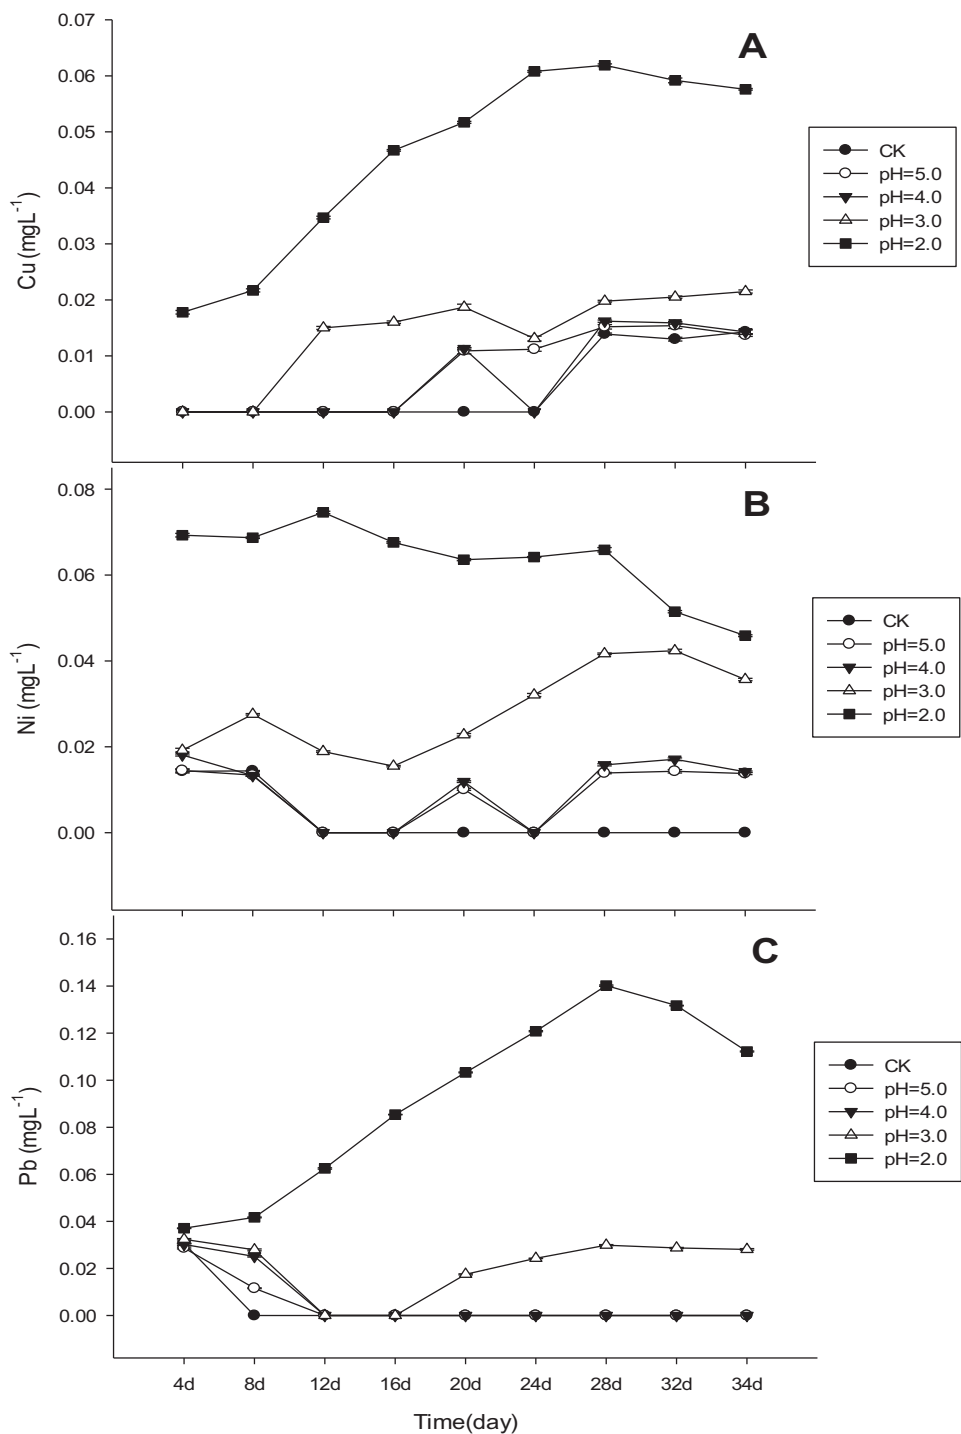 A
0.07
0.06
0.05
0.04
0.03
0.02
0.01
0.00
Cu (mgL⁻¹)
CK
pH=5.0
pH=4.0
pH=3.0
pH=2.0
B
0.08
0.06
0.04
0.02
0.00
Ni (mgL⁻¹)
CK
pH=5.0
pH=4.0
pH=3.0
pH=2.0
C
0.16
0.14
0.12
0.10
0.08
0.06
0.04
0.02
0.00
Pb (mgL⁻¹)
CK
pH=5.0
pH=4.0
pH=3.0
pH=2.0
4d 8d 12d 16d 20d 24d 28d 32d 34d
Time(day)